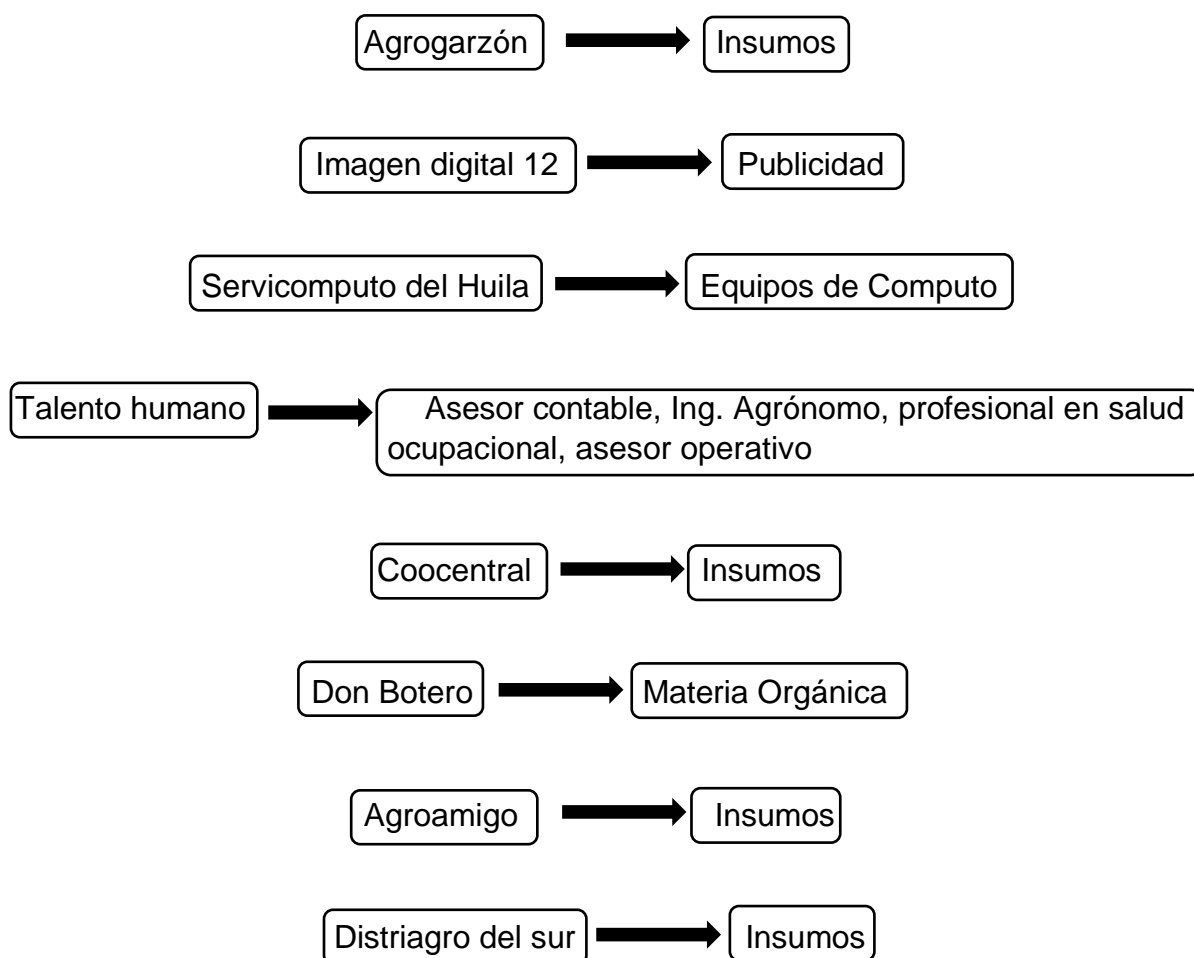 Agrogarzón Insumos
Imagen digital 12 Publicidad
Servicomputo del Huila Equipos de Computo
Talento humano Asesor contable, Ing. Agrónomo, profesional en salud
ocupacional, asesor operativo
Coocentral Insumos
Don Botero Materia Orgánica
Agroamigo Insumos
Distriagro del sur Insumos